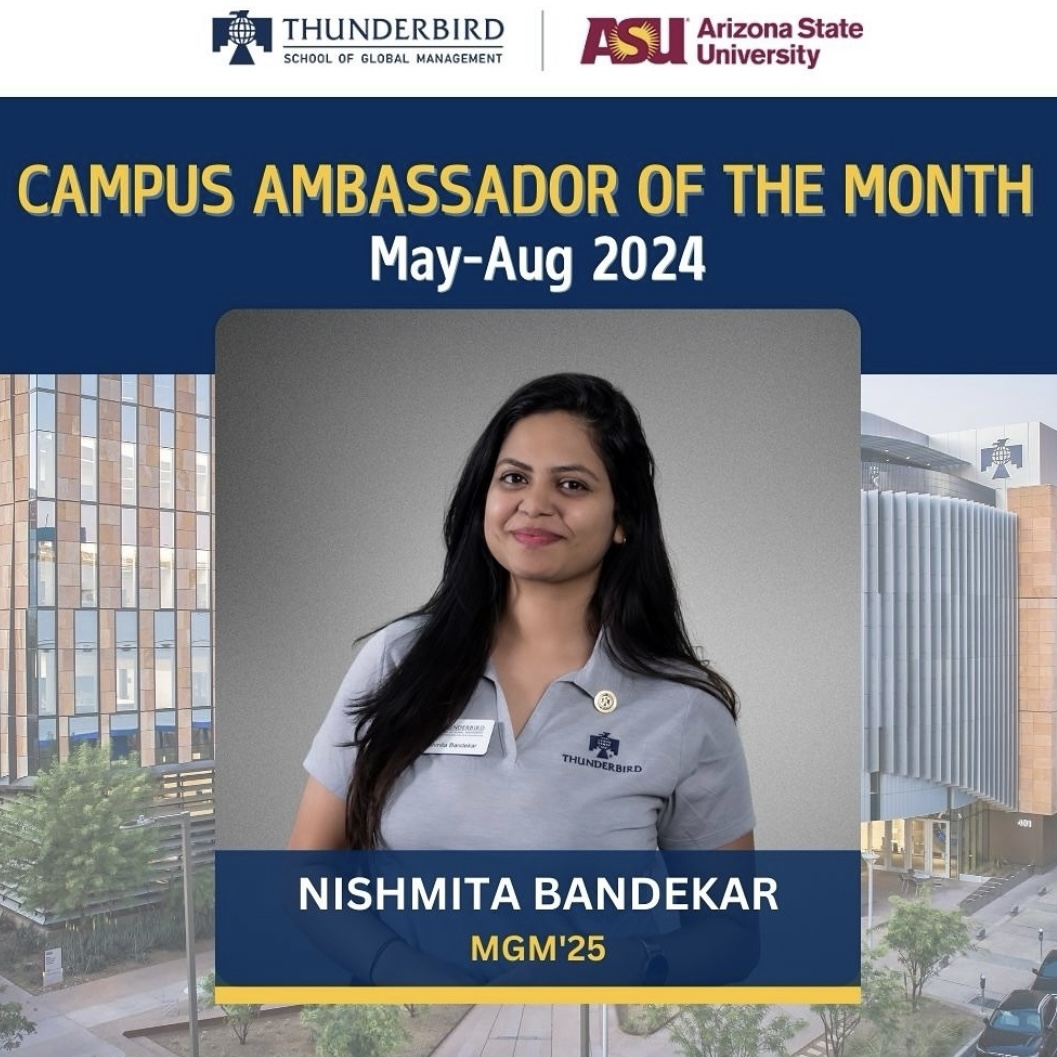 THUNDERBIRD
SCHOOL OF GLOBAL MANAGEMENT
ASU Arizona State
University
CAMPUS AMBASSADOR OF THE MONTH
May-Aug 2024
Bandekar
THUNDERBIRD
NISHMITA BANDEKAR
MGM'25